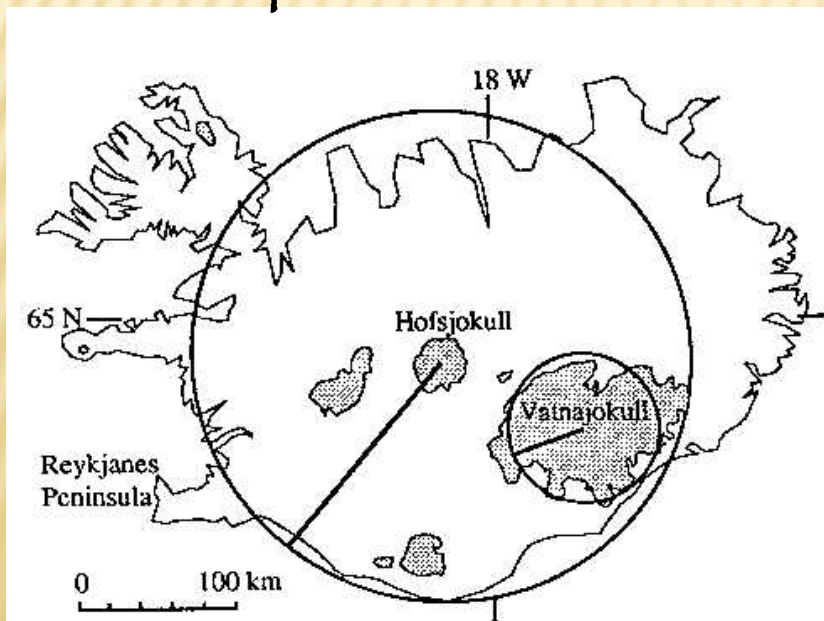 18 W
65 N
Hofsjokull
Vatnajokull
Reykjanes
Peninsula
0 100 km